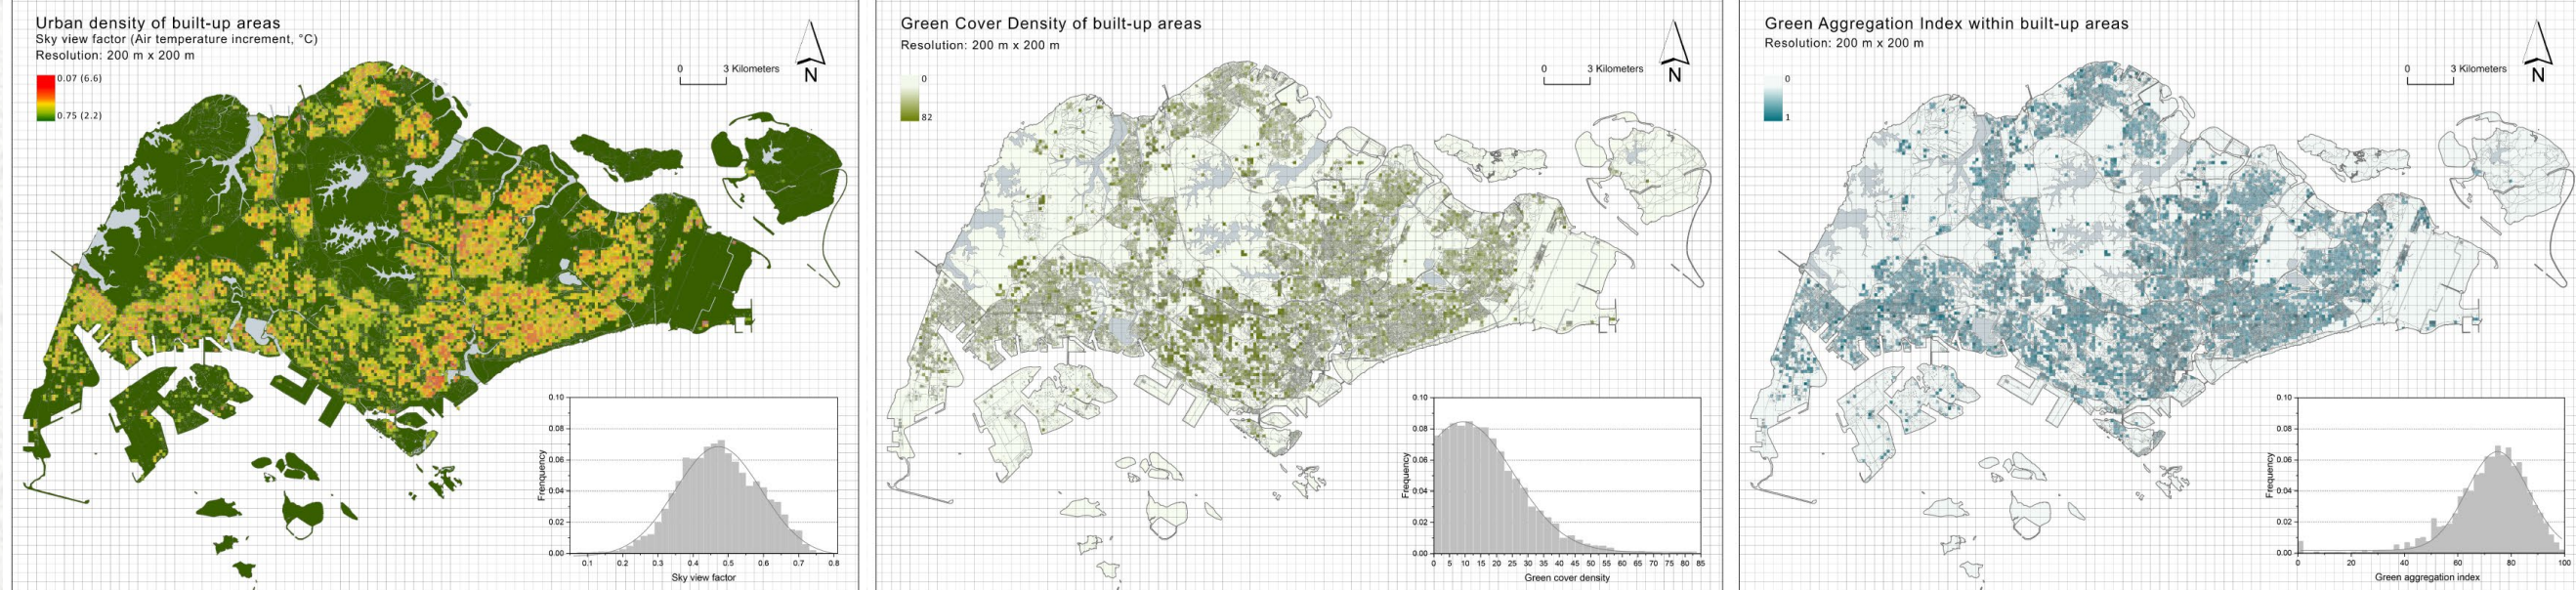 Urban density of built-up areas
Sky view factor (Air temperature increment, °C)
Resolution: 200 m x 200 m
0.07 (6.6)
0.75 (2.2)
0 3 Kilometers
N
0.10
0.08
0.06
0.04
0.02
0.00
Frenquency
0.1 0.2 0.3 0.4 0.5 0.6 0.7 0.8
Sky view factor
Green Cover Density of built-up areas
Resolution: 200 m x 200 m
0
82
0 3 Kilometers
N
0.10
0.08
0.06
0.04
0.02
0.00
Frequency
0 5 10 15 20 25 30 35 40 45 50 55 60 65 70 75 80 85
Green cover density
Green Aggregation Index within built-up areas
Resolution: 200 m x 200 m
0
1
0 3 Kilometers
N
0.10
0.08
0.06
0.04
0.02
0.00
Frequency
0 20 40 60 80 100
Green aggregation index